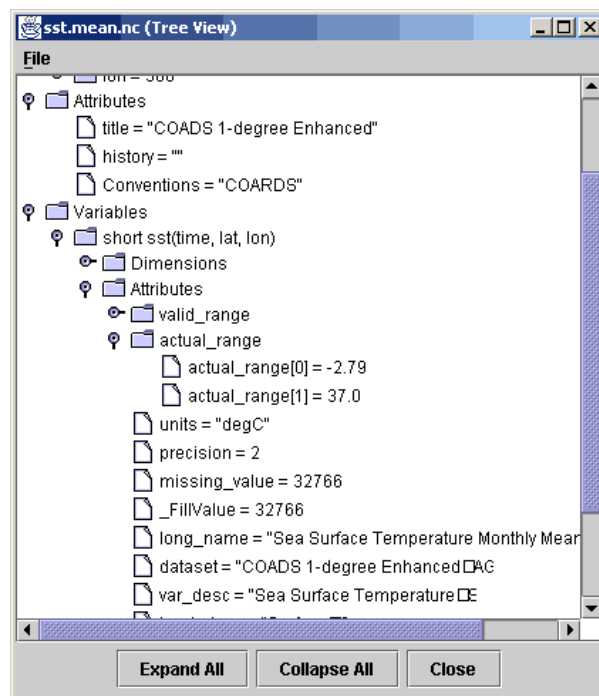 sst.mean.nc (Tree View)
File
Attributes
title = "COADS 1-degree Enhanced"
history = ""
Conventions = "COARDS"
Variables
short sst(time, lat, lon)
Dimensions
Attributes
valid_range
actual_range
actual_range[0] = -2.79
actual_range[1] = 37.0
units = "degC"
precision = 2
missing_value = 32766
_FillValue = 32766
long_name = "Sea Surface Temperature Monthly Mear
dataset = "COADS 1-degree Enhanced□AG
var_desc = "Sea Surface Temperature□E
Expand All Collapse All Close